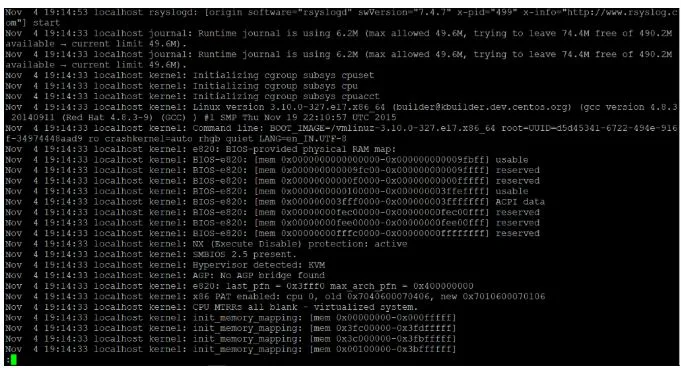 Nov  4 19:14:53 localhost rsyslogd: [origin software="rsyslogd" swVersion="7.4.7" x-pid="499" x-info="http://www.rsyslog.c
om"] start
Nov  4 19:14:33 localhost journal: Runtime journal is using 6.2M (max allowed 49.6M, trying to leave 74.4M free of 490.2M
available → current limit 49.6M).
Nov  4 19:14:33 localhost journal: Runtime journal is using 6.2M (max allowed 49.6M, trying to leave 74.4M free of 490.2M
available → current limit 49.6M).
Nov  4 19:14:33 localhost kernel: Initializing cgroup subsys cpuset
Nov  4 19:14:33 localhost kernel: Initializing cgroup subsys cpu
Nov  4 19:14:33 localhost kernel: Initializing cgroup subsys cpuacct
Nov  4 19:14:33 localhost kernel: Linux version 3.10.0-327.el7.x86_64 (builder@kbuilder.dev.centos.org) (gcc version 4.8.3
 20140911 (Red Hat 4.8.3-9) (GCC) ) #1 SMP Thu Nov 19 22:10:57 UTC 2015
Nov  4 19:14:33 localhost kernel: Command line: BOOT_IMAGE=/vmlinuz-3.10.0-327.el7.x86_64 root=UUID=d5d45341-6722-494e-916
f-34974448aad9 ro crashkernel=auto rhgb quiet LANG=en_IN.UTF-8
Nov  4 19:14:33 localhost kernel: e820: BIOS-provided physical RAM map:
Nov  4 19:14:33 localhost kernel: BIOS-e820: [mem 0x0000000000000000-0x000000000009fbff] usable
Nov  4 19:14:33 localhost kernel: BIOS-e820: [mem 0x000000000009fc00-0x000000000009ffff] reserved
Nov  4 19:14:33 localhost kernel: BIOS-e820: [mem 0x00000000000f0000-0x00000000000fffff] reserved
Nov  4 19:14:33 localhost kernel: BIOS-e820: [mem 0x0000000000100000-0x000000003ffeffff] usable
Nov  4 19:14:33 localhost kernel: BIOS-e820: [mem 0x000000003fff0000-0x000000003fffffff] ACPI data
Nov  4 19:14:33 localhost kernel: BIOS-e820: [mem 0x00000000fec00000-0x00000000fec00fff] reserved
Nov  4 19:14:33 localhost kernel: BIOS-e820: [mem 0x00000000fee00000-0x00000000fee00fff] reserved
Nov  4 19:14:33 localhost kernel: BIOS-e820: [mem 0x00000000fffc0000-0x00000000ffffffff] reserved
Nov  4 19:14:33 localhost kernel: NX (Execute Disable) protection: active
Nov  4 19:14:33 localhost kernel: SMBIOS 2.5 present.
Nov  4 19:14:33 localhost kernel: Hypervisor detected: KVM
Nov  4 19:14:33 localhost kernel: AGP: No AGP bridge found
Nov  4 19:14:33 localhost kernel: e820: last_pfn = 0x3fff0 max_arch_pfn = 0x400000000
Nov  4 19:14:33 localhost kernel: x86 PAT enabled: cpu 0, old 0x7040600070406, new 0x7010600070106
Nov  4 19:14:33 localhost kernel: CPU MTRRs all blank - virtualized system.
Nov  4 19:14:33 localhost kernel: init_memory_mapping: [mem 0x00000000-0x000fffff]
Nov  4 19:14:33 localhost kernel: init_memory_mapping: [mem 0x3fc00000-0x3fdfffff]
Nov  4 19:14:33 localhost kernel: init_memory_mapping: [mem 0x3c000000-0x3fbfffff]
Nov  4 19:14:33 localhost kernel: init_memory_mapping: [mem 0x00100000-0x3bffffff]
: